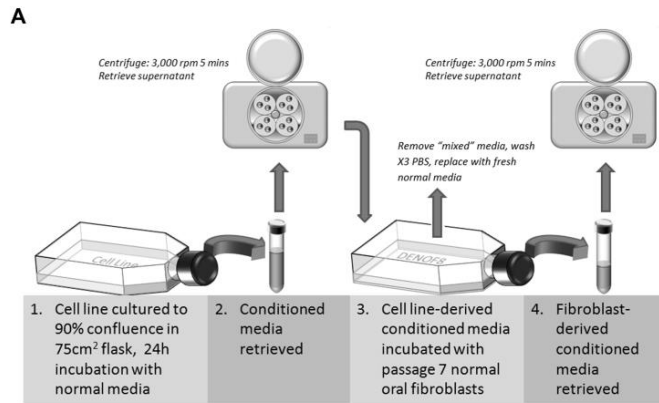 A
Centrifuge: 3,000 rpm 5 mins
Retrieve supernatant
Centrifuge: 3,000 rpm 5 mins
Retrieve supernatant
Remove “mixed” media, wash
X3 PBS, replace with fresh
normal media
Cell Line
DENOF8
1. Cell line cultured to
90% confluence in
75cm² flask, 24h
incubation with
normal media
2. Conditioned
media
retrieved
3. Cell line-derived
conditioned media
incubated with
passage 7 normal
oral fibroblasts
4. Fibroblast-
derived
conditioned
media
retrieved